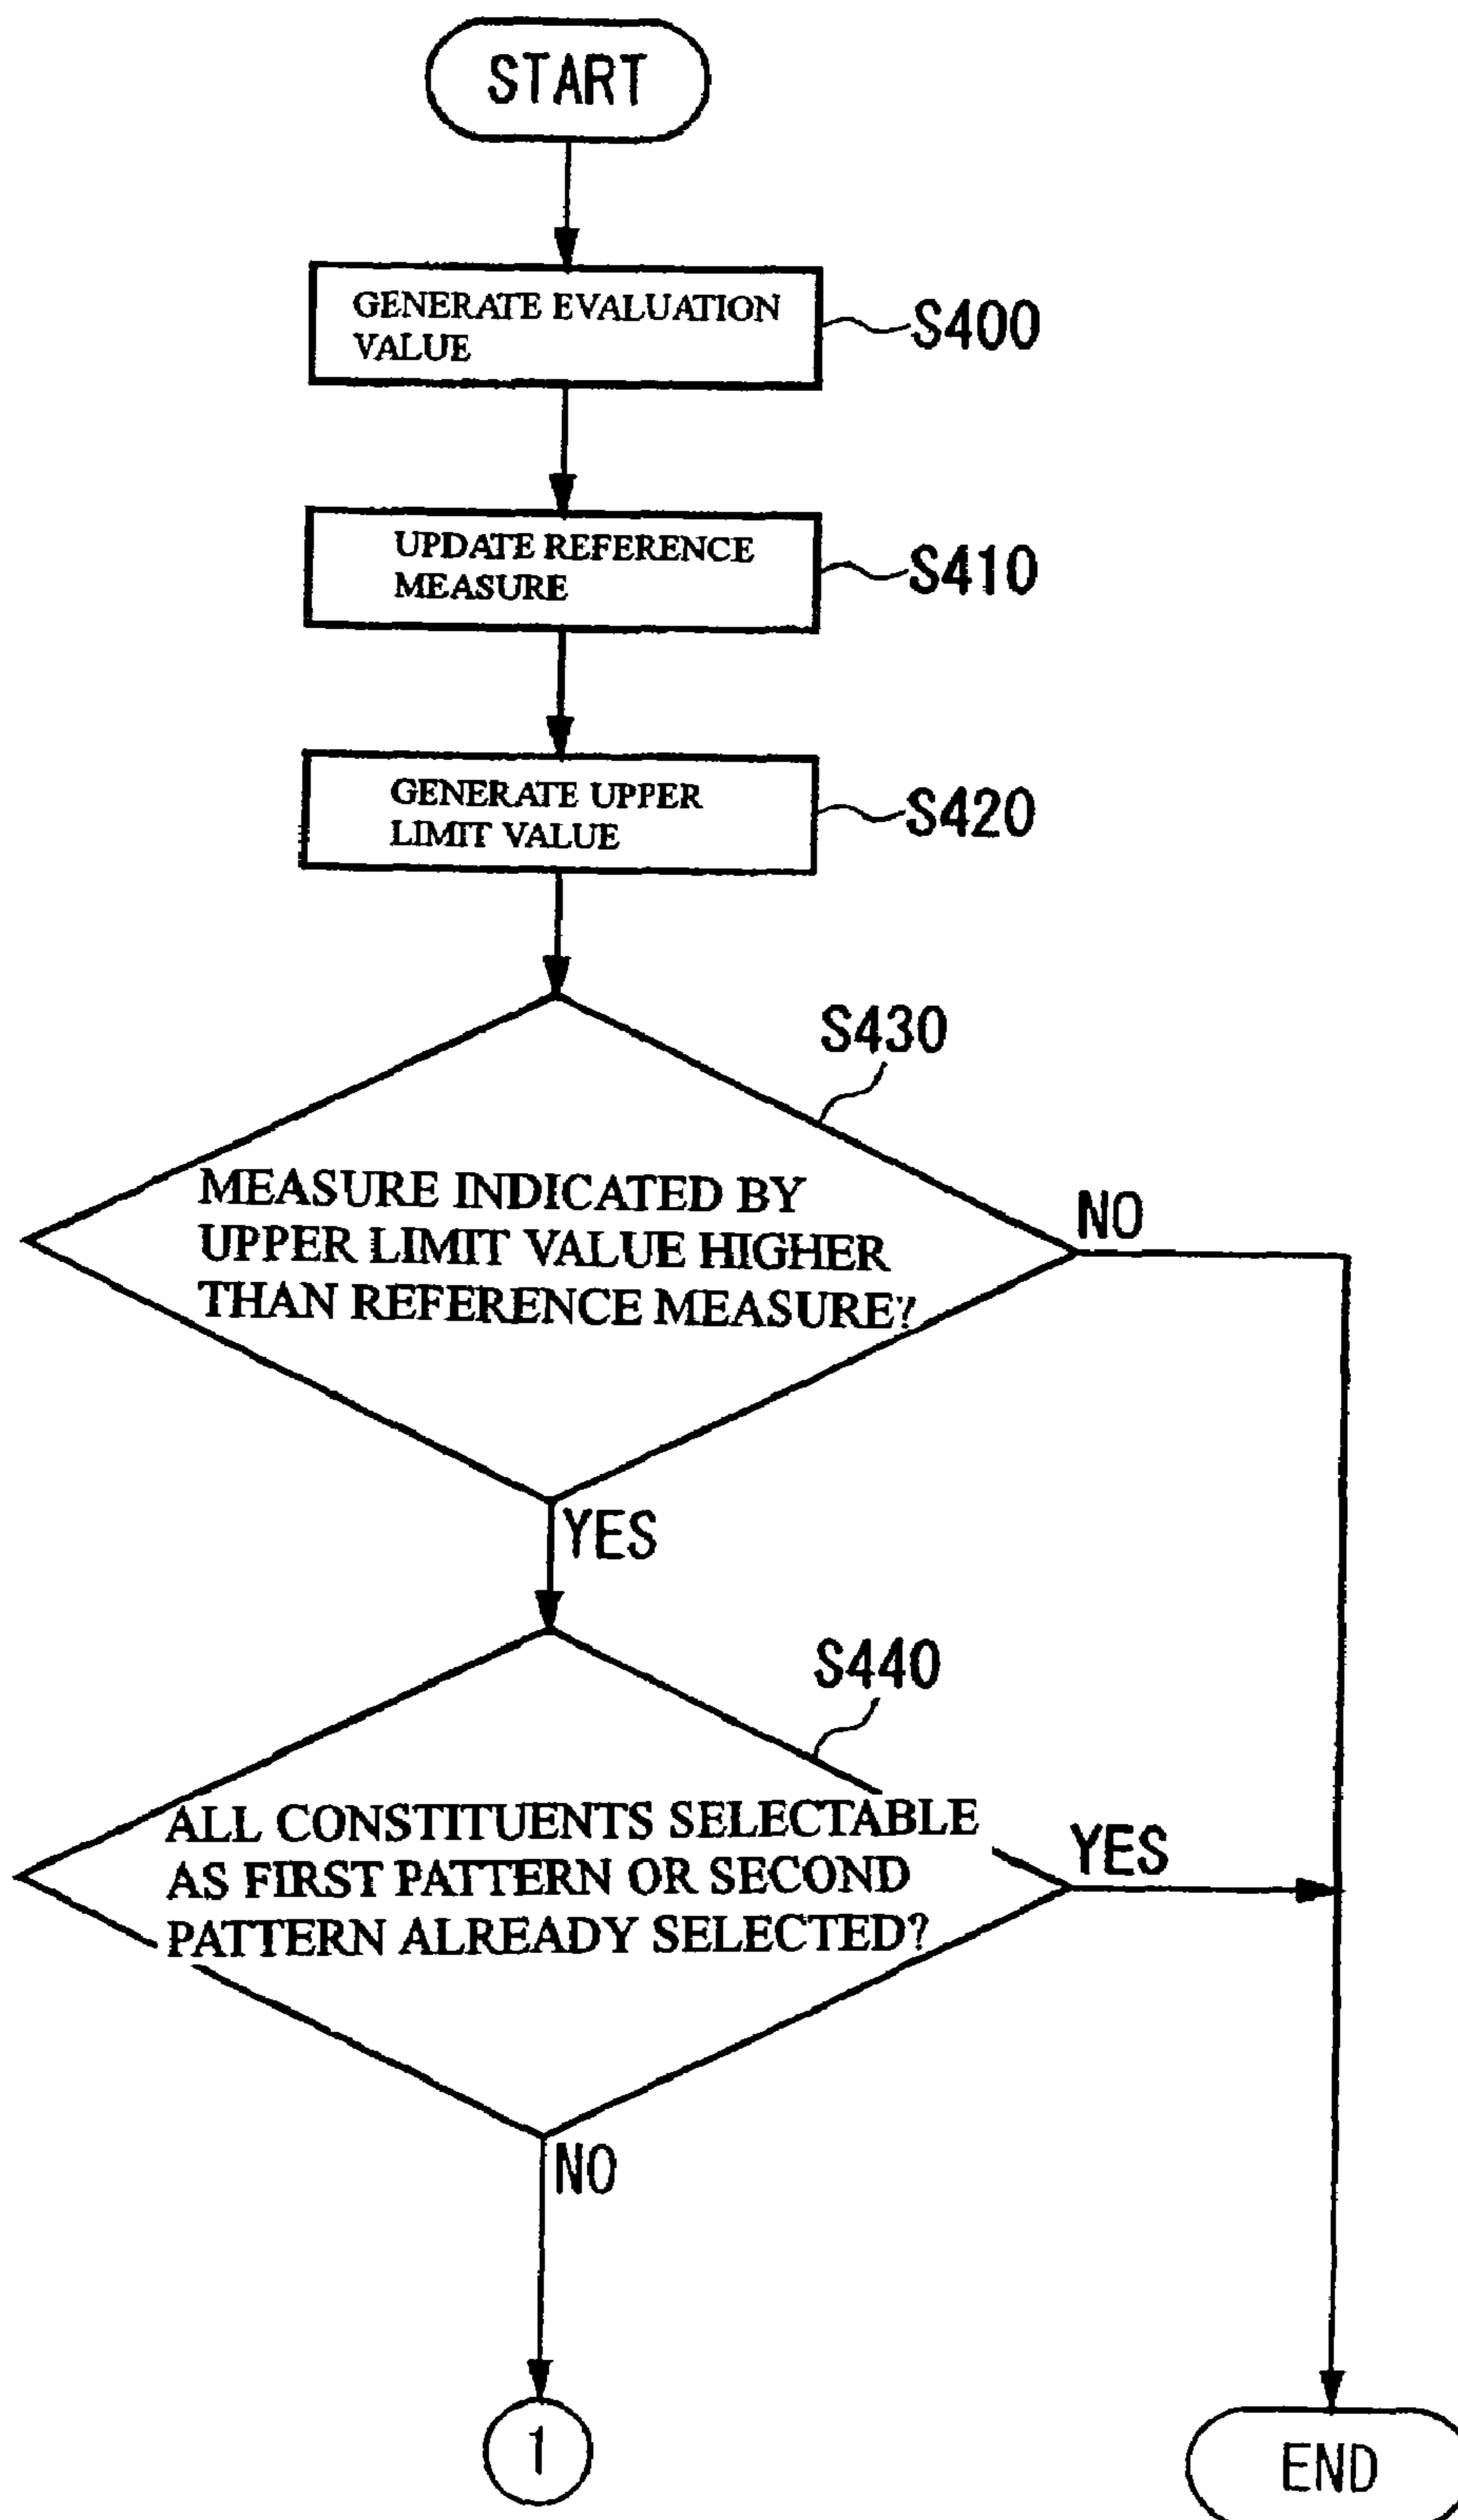 START
GENERATE EVALUATION
VALUE
S400
UPDATE REFERENCE
MEASURE
S410
GENERATE UPPER
LIMIT VALUE
S420
S430
MEASURE INDICATED BY
UPPER LIMIT VALUE HIGHER
THAN REFERENCE MEASURE?
NO
YES
S440
ALL CONSTITUENTS SELECTABLE
AS FIRST PATTERN OR SECOND
PATTERN ALREADY SELECTED?
YES
NO
1
END